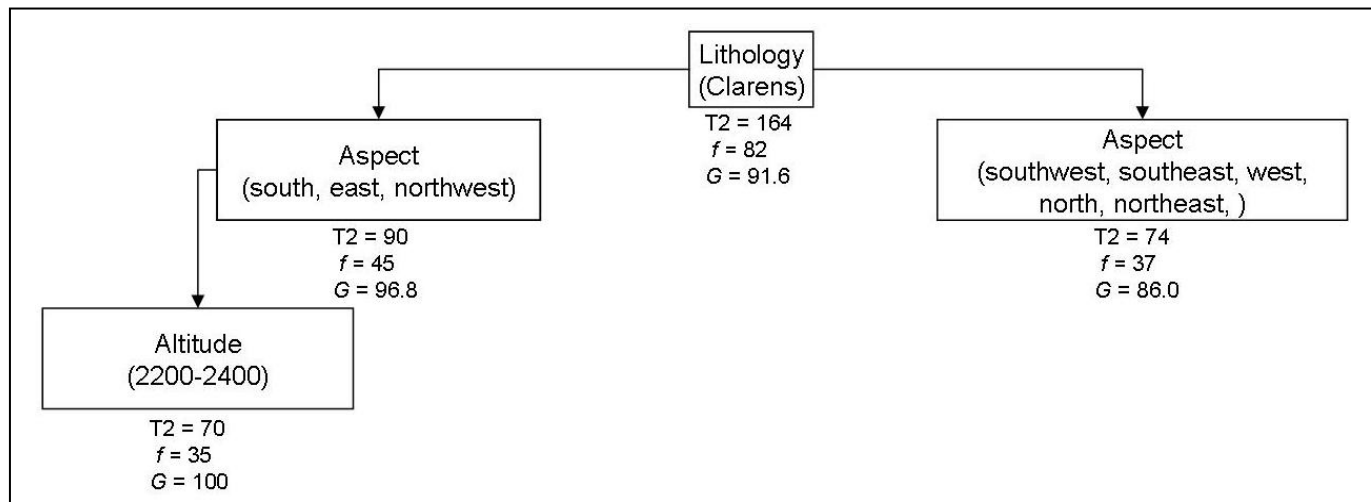 Lithology
(Clarens)
T2 = 164
f = 82
G = 91.6
Aspect
(south, east, northwest)
T2 = 90
f = 45
G = 96.8
Aspect
(southwest, southeast, west,
north, northeast, )
T2 = 74
f = 37
G = 86.0
Altitude
(2200-2400)
T2 = 70
f = 35
G = 100